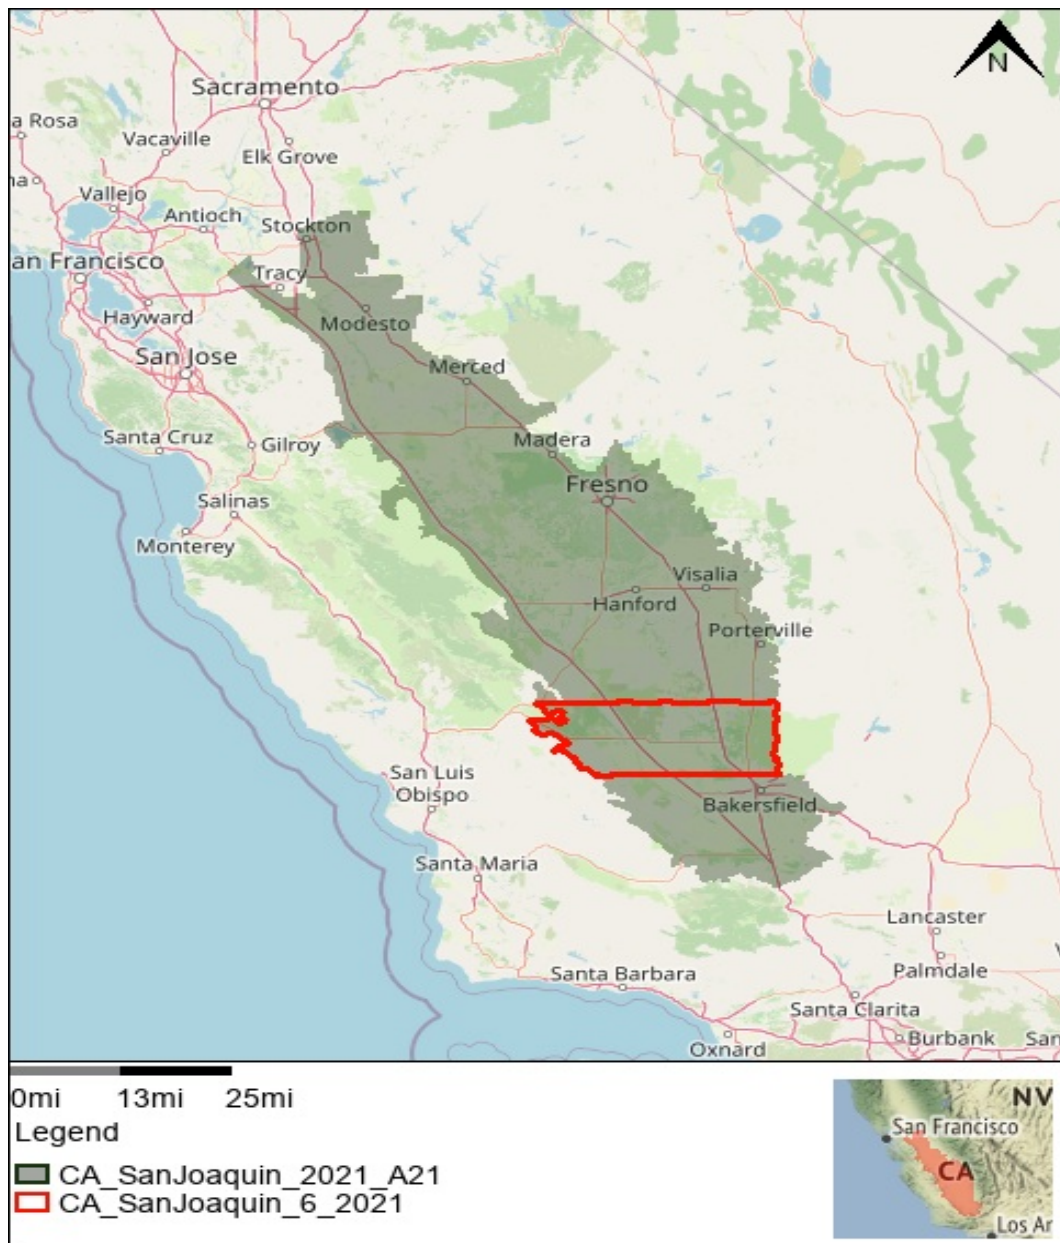 N
Sacramento
a Rosa
Vacaville
Elk Grove
na
Vallejo
Antioch
Stockton
an Francisco
Tracy
Hayward
Modesto
San Jose
Merced
Santa Cruz
Gilroy
Madera
Fresno
Salinas
Monterey
Visalia
Hanford
Porterville
San Luis
Obispo
Bakersfield
Santa Maria
Lancaster
Palmdale
Santa Barbara
Santa Clarita
Burbank
San
Oxnard
0mi 13mi 25mi
Legend
CA_SanJoaquin_2021_A21
CA_SanJoaquin_6_2021
NV
San Francisco
CA
Los An